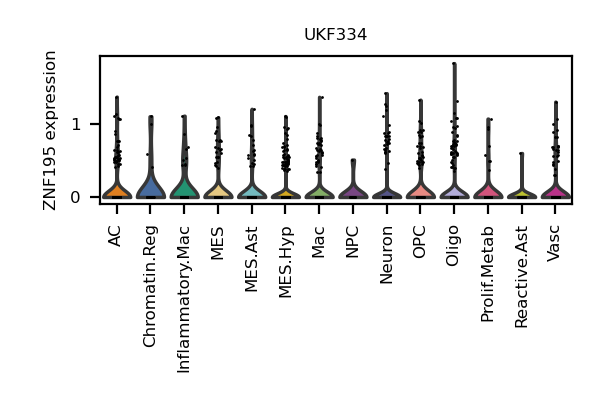 UKF334
ZNF195 expression
1
0
AC
Chromatin.Reg
Inflammatory.Mac
MES
MES.Ast
MES.Hyp
Mac
NPC
Neuron
OPC
Oligo
Prolif.Metab
Reactive.Ast
Vasc